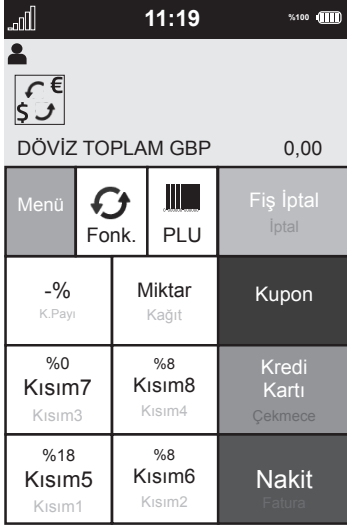 11:19 %100
€
$
DÖVİZ TOPLAM GBP 0,00
Menü Fonk. PLU Fiş İptal
İptal
-% Miktar Kupon
K.Payı Kağıt
%0 %8 Kredi
Kısım7 Kısım8 Kartı
Kısım3 Kısım4 Çekmece
%18 %8
Kısım5 Kısım6 Nakit
Kısım1 Kısım2 Fatura